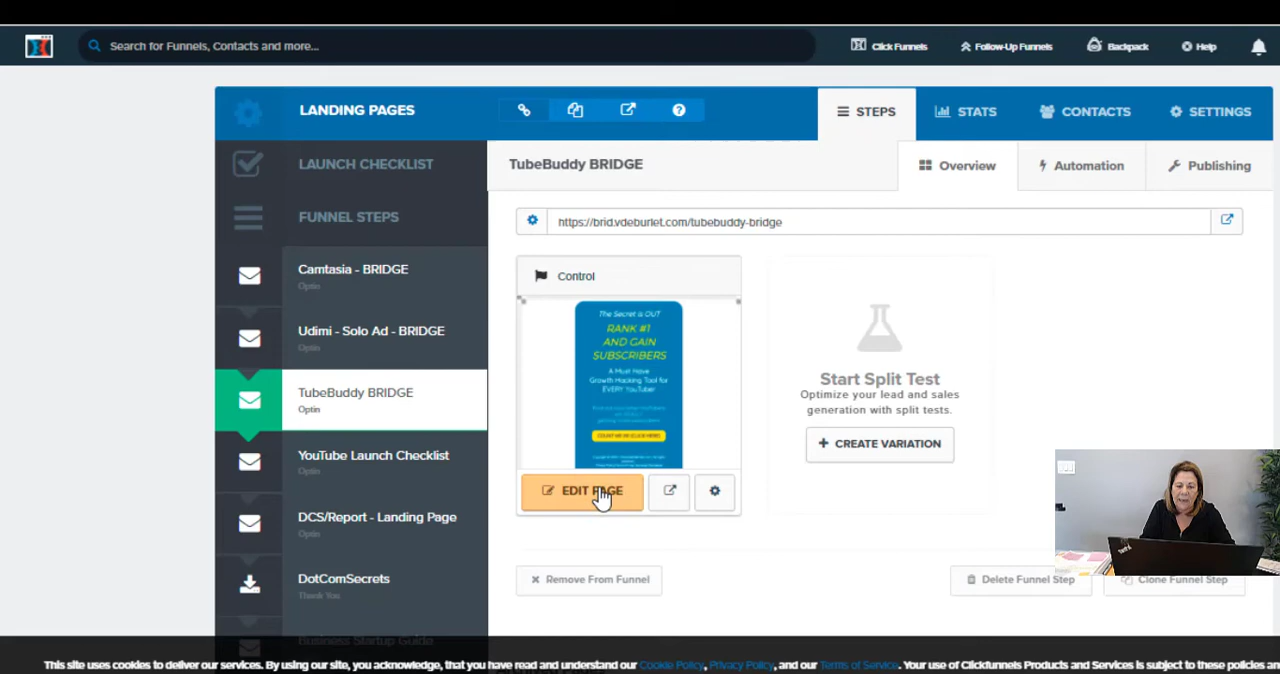 Search for Funnels, Contacts and more...
Click Funnels
Follow-Up Funnels
Backpack
Help
LANDING PAGES
STEPS
STATS
CONTACTS
SETTINGS
LAUNCH CHECKLIST
TubeBuddy BRIDGE
Overview
Automation
Publishing
FUNNEL STEPS
https://brid.vdeburlet.com/tubebuddy-bridge
Camtasia - BRIDGE
Optin
Udimi - Solo Ad - BRIDGE
Optin
TubeBuddy BRIDGE
Optin
YouTube Launch Checklist
Optin
DCS/Report - Landing Page
Optin
DotComSecrets
Thank You
Business Startup Guide
Control
The Secret is OUT
RANK #1
AND GAIN
SUBSCRIBERS
A Must Have
Growth Hacking Tool for
EVERY YouTuber
EDIT PAGE
Start Split Test
Optimize your lead and sales
generation with split tests.
+ CREATE VARIATION
Remove From Funnel
Delete Funnel Step
Clone Funnel Step
This site uses cookies to deliver our services. By using our site, you acknowledge, that you have read and understand our Cookie Policy, Privacy Policy, and our Terms of Service. Your use of Clickfunnels Products and Services is subject to these policies an